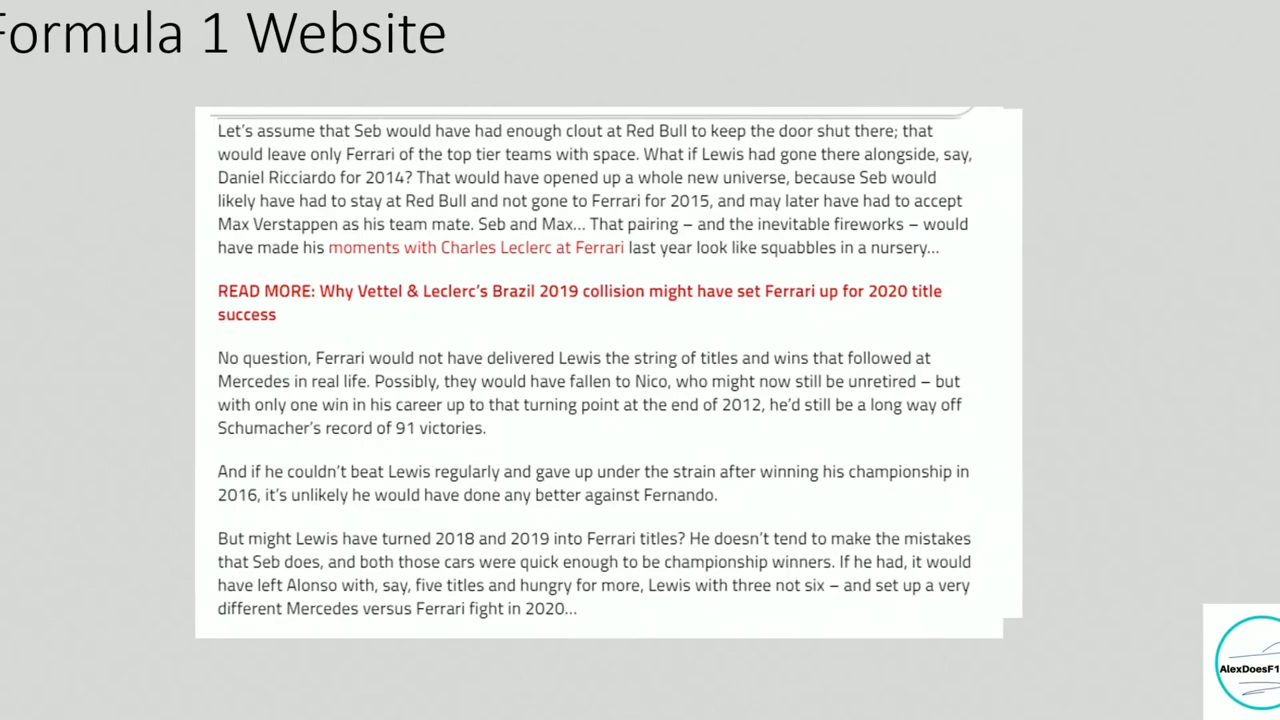 Formula 1 Website
Let's assume that Seb would have had enough clout at Red Bull to keep the door shut there; that
would leave only Ferrari of the top tier teams with space. What if Lewis had gone there alongside, say,
Daniel Ricciardo for 2014? That would have opened up a whole new universe, because Seb would
likely have had to stay at Red Bull and not gone to Ferrari for 2015, and may later have had to accept
Max Verstappen as his team mate. Seb and Max... That pairing – and the inevitable fireworks – would
have made his moments with Charles Leclerc at Ferrari last year look like squabbles in a nursery...
READ MORE: Why Vettel & Leclerc's Brazil 2019 collision might have set Ferrari up for 2020 title
success
No question, Ferrari would not have delivered Lewis the string of titles and wins that followed at
Mercedes in real life. Possibly, they would have fallen to Nico, who might now still be unretired – but
with only one win in his career up to that turning point at the end of 2012, he'd still be a long way off
Schumacher's record of 91 victories.
And if he couldn't beat Lewis regularly and gave up under the strain after winning his championship in
2016, it's unlikely he would have done any better against Fernando.
But might Lewis have turned 2018 and 2019 into Ferrari titles? He doesn't tend to make the mistakes
that Seb does, and both those cars were quick enough to be championship winners. If he had, it would
have left Alonso with, say, five titles and hungry for more, Lewis with three not six – and set up a very
different Mercedes versus Ferrari fight in 2020...
AlexDoesF1